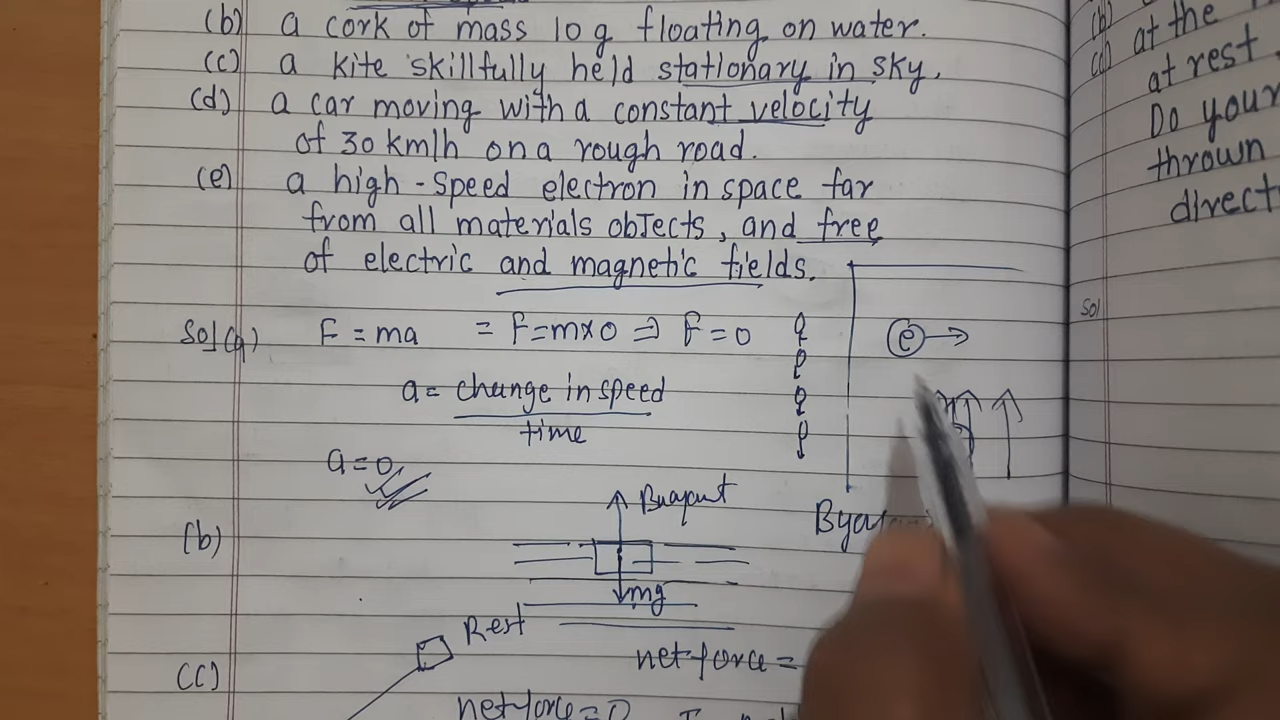 (b) a cork of mass 10 g floating on water.
(c) a kite skillfully held stationary in sky.
(d) a car moving with a constant velocity
of 30 km/h on a rough road.
(e) a high-speed electron in space far
from all materials objects, and free
of electric and magnetic fields.
Sol(a) F = ma = F=m×0 ⇒ F=0
e
a= change in speed
time
a=0
Buayant
(b)
mg
Rest
net force =
(c)
net force=0
(b)
(c) at the
at rest
Do your
thrown
direct
Sol